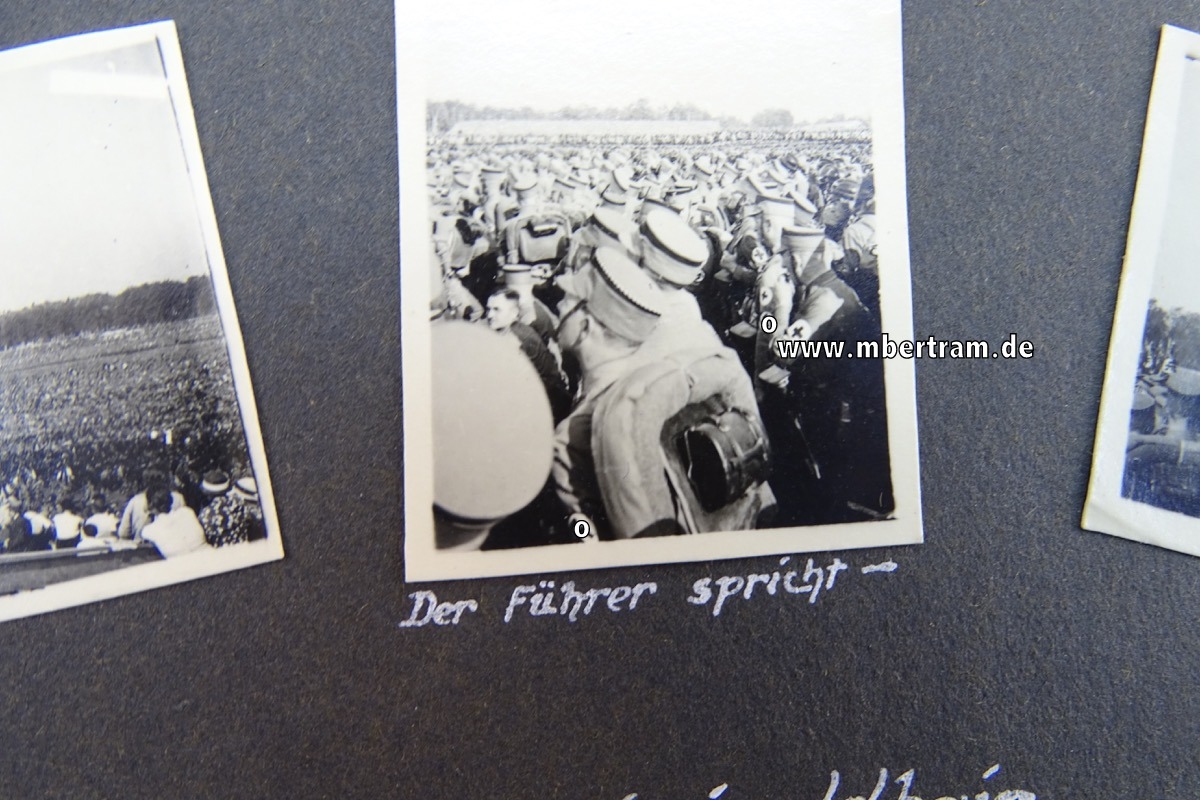 www.mbertram.de
Der Führer spricht –